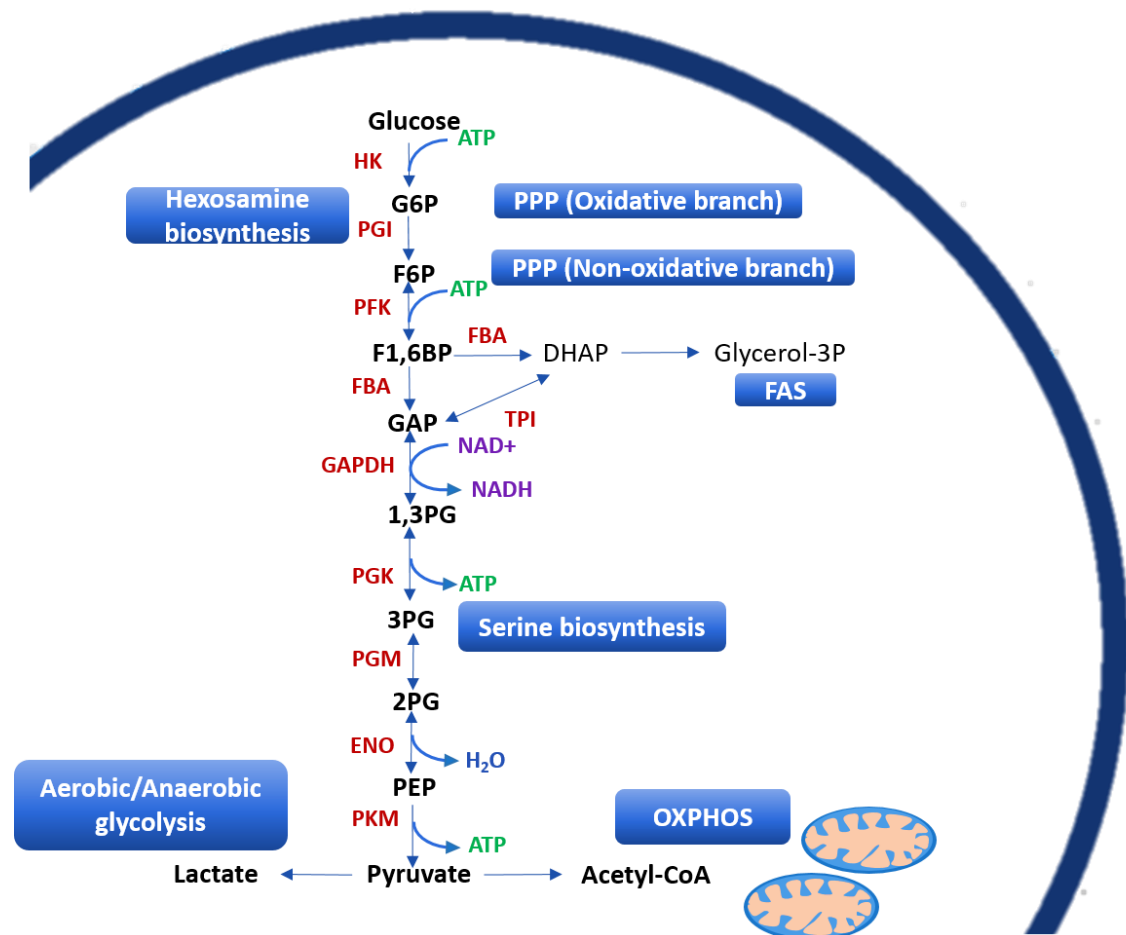 Glucose
ATP
HK
Hexosamine
biosynthesis
G6P
PPP (Oxidative branch)
PGI
F6P
PPP (Non-oxidative branch)
ATP
PFK
FBA
F1,6BP
DHAP
Glycerol-3P
FBA
FAS
GAP
TPI
NAD+
GAPDH
NADH
1,3PG
PGK
ATP
3PG
Serine biosynthesis
PGM
2PG
ENO
H₂O
PEP
Aerobic/Anaerobic
glycolysis
PKM
OXPHOS
ATP
Lactate
Pyruvate
Acetyl-CoA